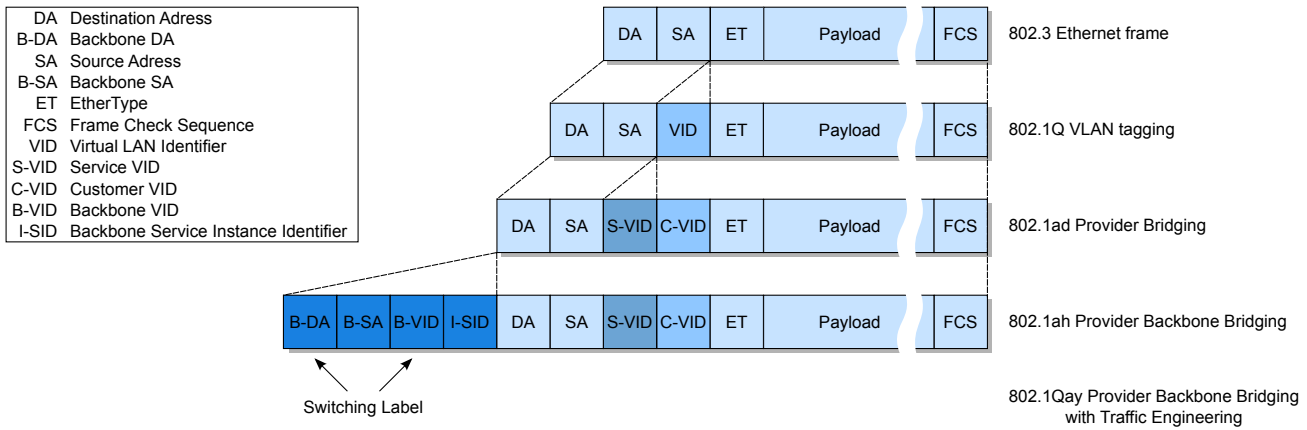 DA Destination Adress
B-DA Backbone DA
SA Source Adress
B-SA Backbone SA
ET EtherType
FCS Frame Check Sequence
VID Virtual LAN Identifier
S-VID Service VID
C-VID Customer VID
B-VID Backbone VID
I-SID Backbone Service Instance Identifier
DA SA ET Payload FCS 802.3 Ethernet frame
DA SA VID ET Payload FCS 802.1Q VLAN tagging
DA SA S-VID C-VID ET Payload FCS 802.1ad Provider Bridging
B-DA B-SA B-VID I-SID DA SA S-VID C-VID ET Payload FCS 802.1ah Provider Backbone Bridging
Switching Label
802.1Qay Provider Backbone Bridging
with Traffic Engineering